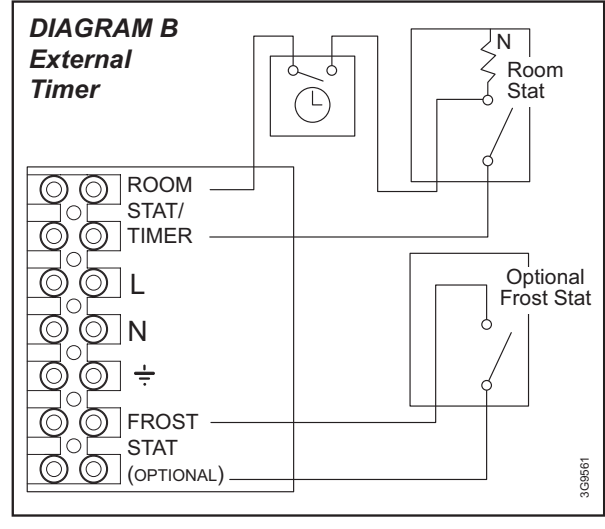 DIAGRAM B
External
Timer
N
Room
Stat
ROOM
STAT/
TIMER
L
N
FROST
STAT
(OPTIONAL)
Optional
Frost Stat
3G9561